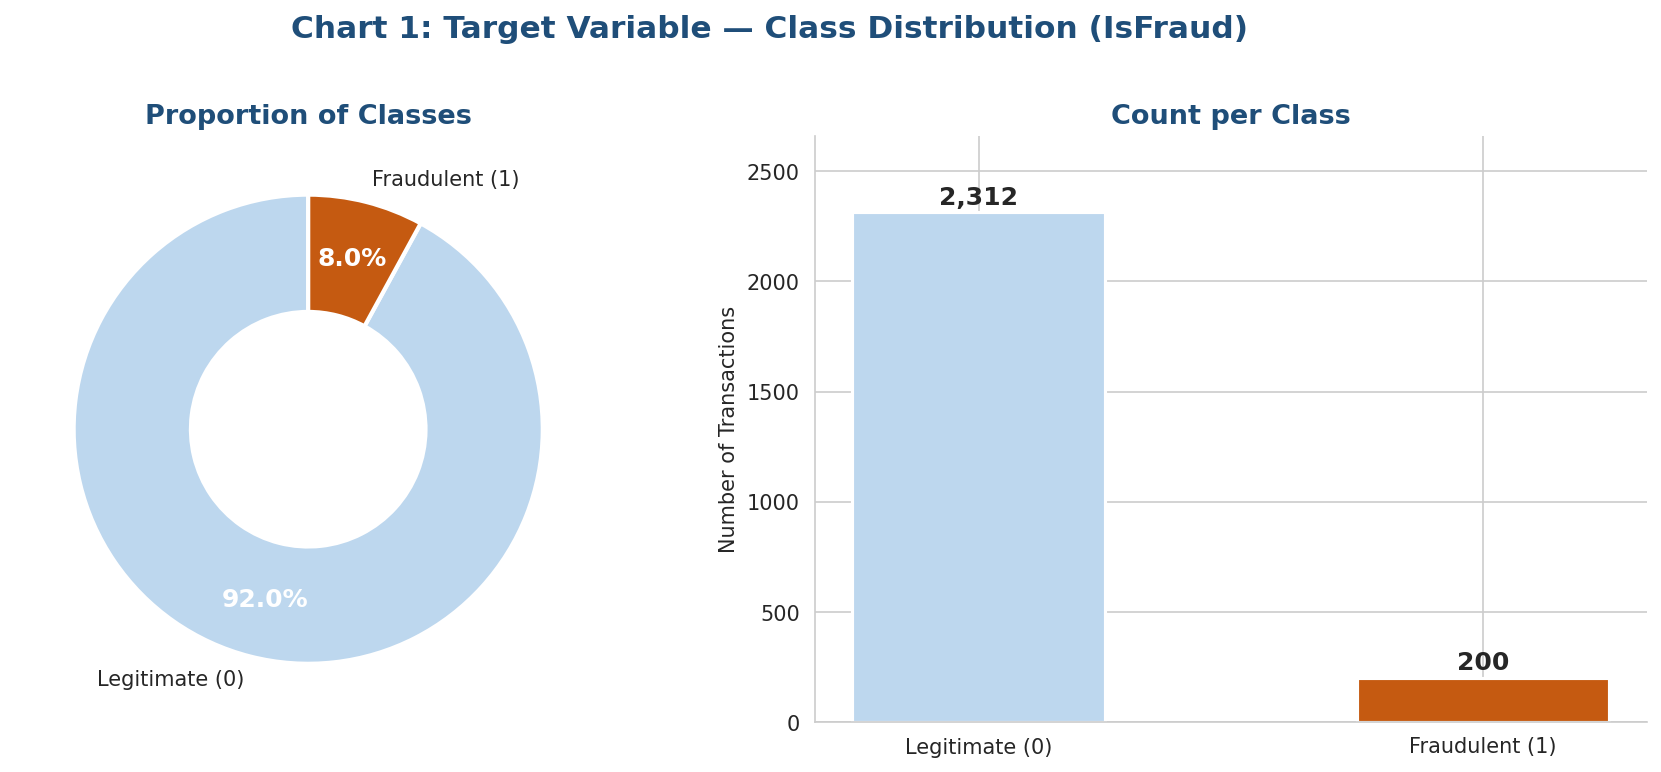 Chart 1: Target Variable — Class Distribution (IsFraud)
Proportion of Classes
Fraudulent (1)
8.0%
92.0%
Legitimate (0)
Count per Class
Number of Transactions
2500
2000
1500
1000
500
0
2,312
200
Legitimate (0)
Fraudulent (1)